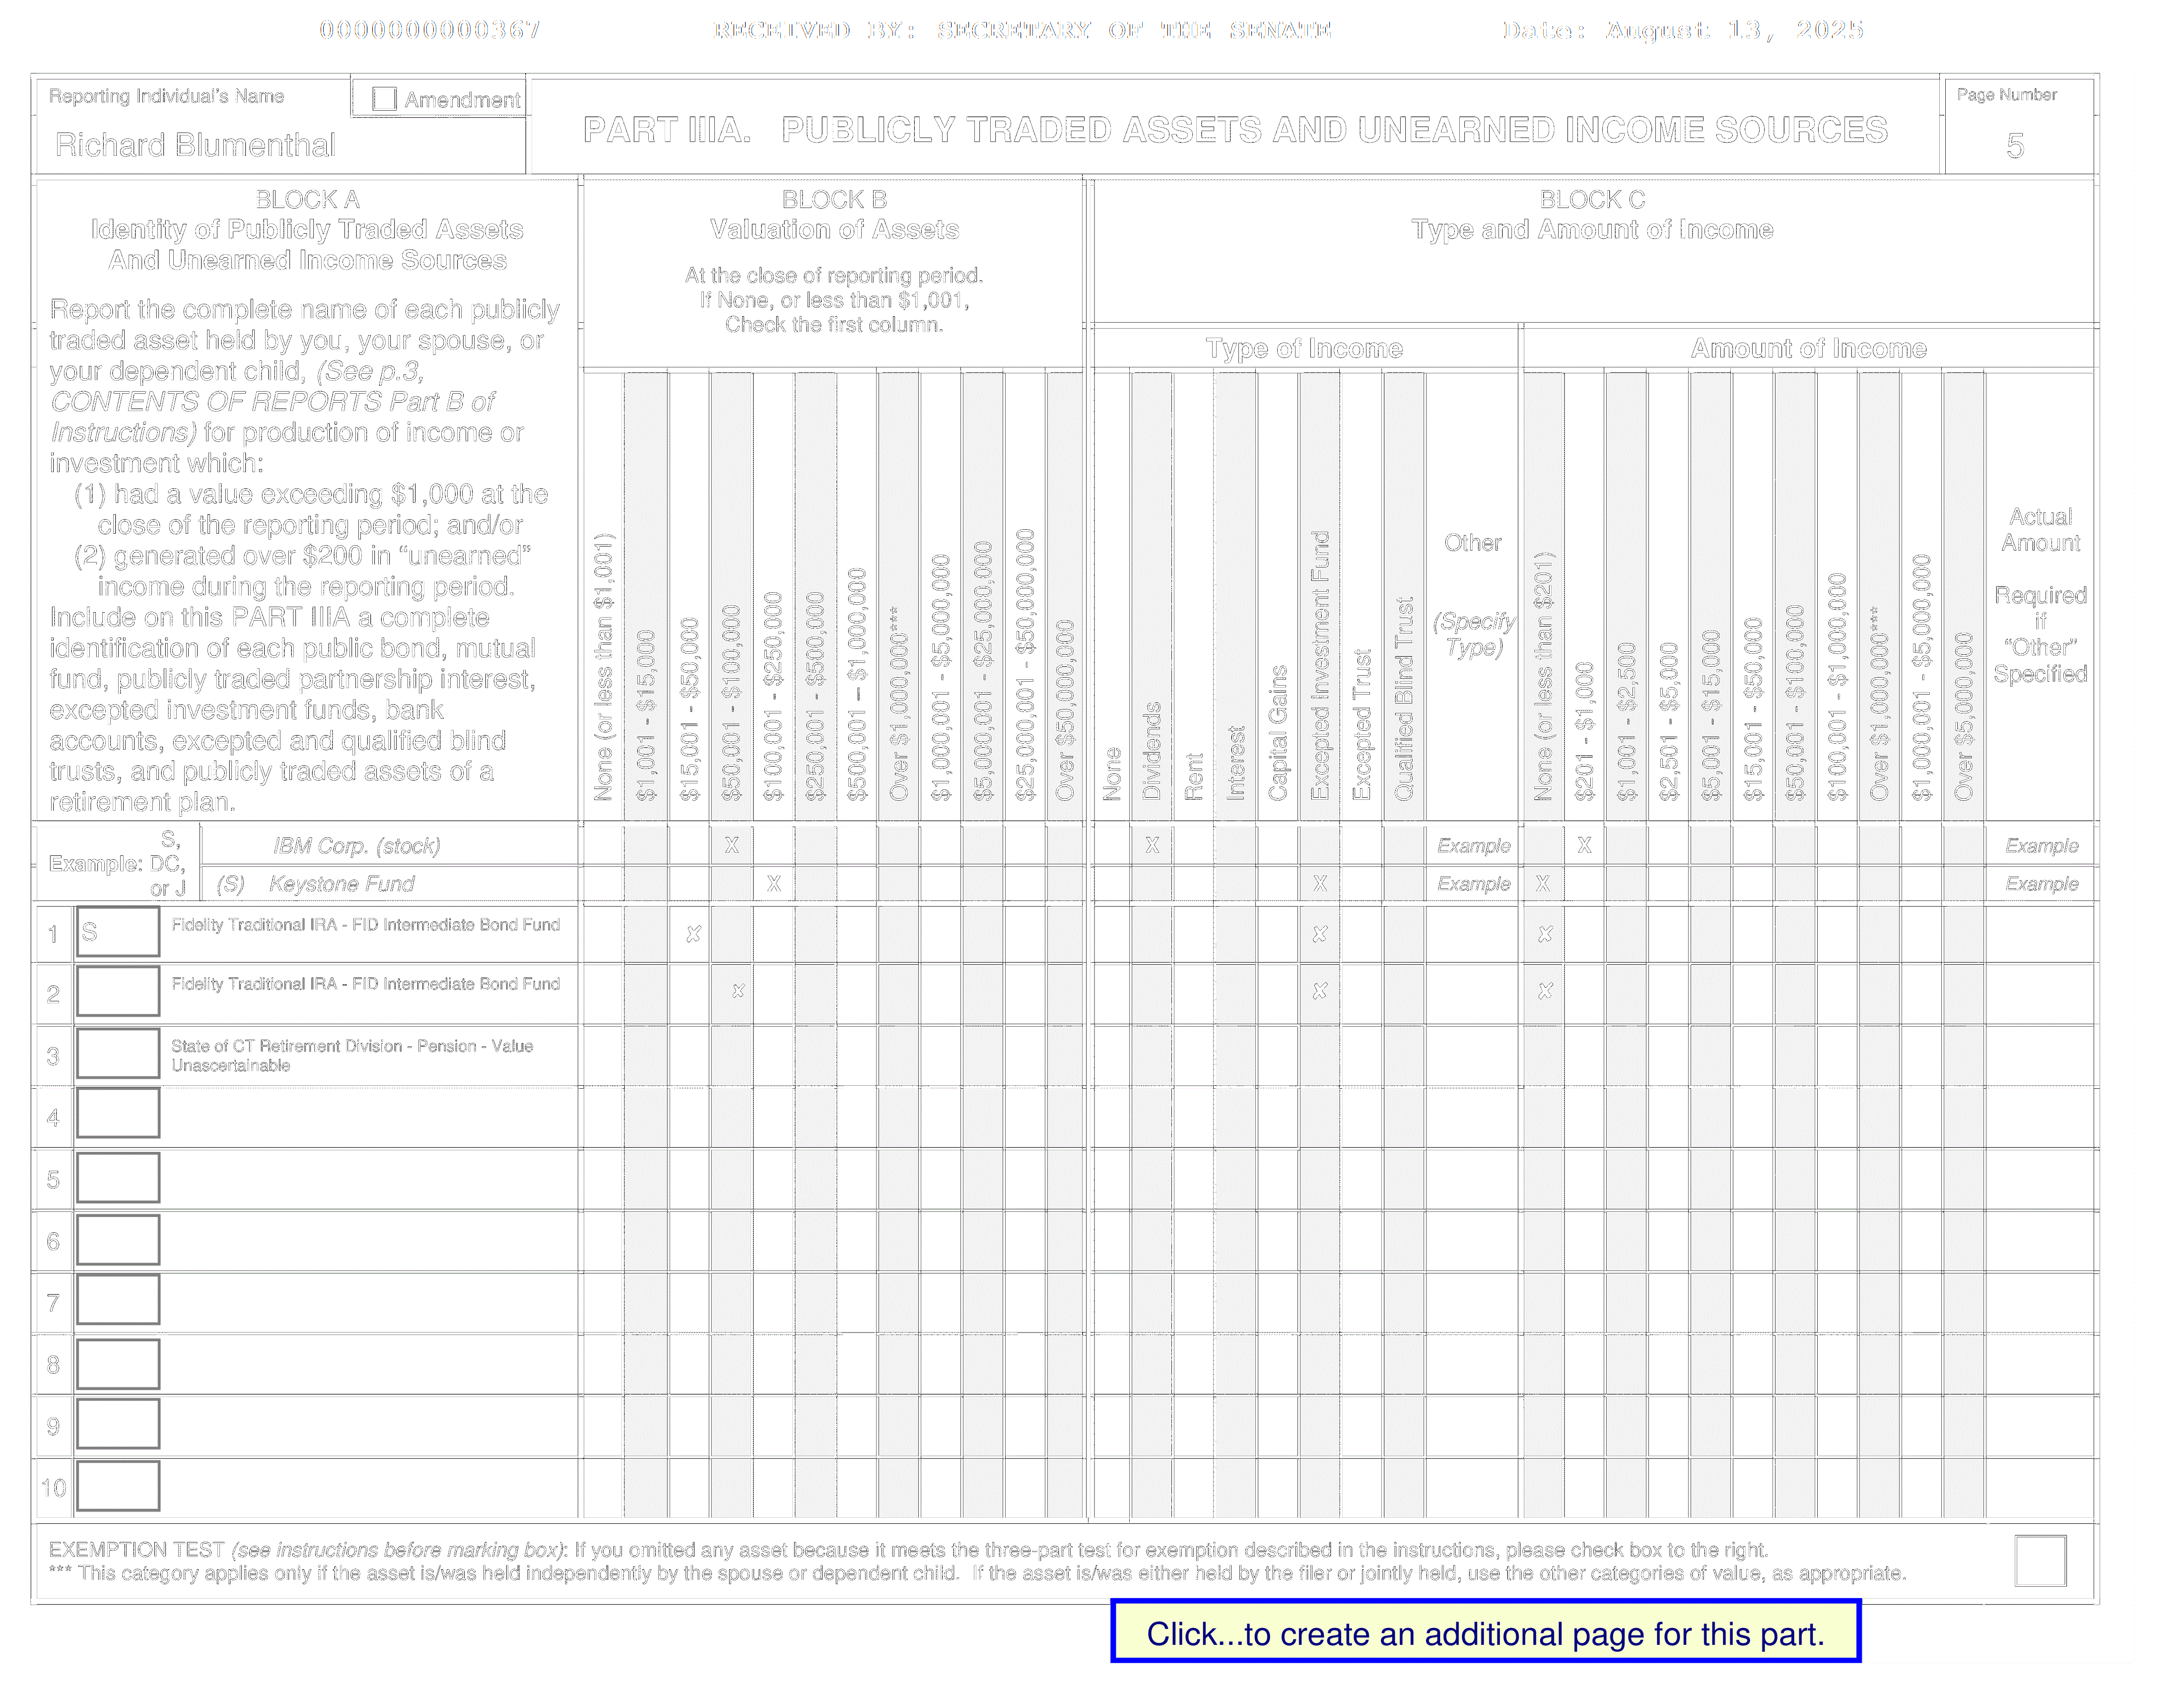 0000000000367 RECEIVED BY: SECRETARY OF THE SENATE Date: August 13, 2025
Reporting Individual's Name
Amendment
Richard Blumenthal
PART IIIA. PUBLICLY TRADED ASSETS AND UNEARNED INCOME SOURCES
Page Number
5
BLOCK A
Identity of Publicly Traded Assets
And Unearned Income Sources
Report the complete name of each publicly
traded asset held by you, your spouse, or
your dependent child, (See p.3,
CONTENTS OF REPORTS Part B of
Instructions) for production of income or
investment which:
(1) had a value exceeding $1,000 at the
close of the reporting period; and/or
(2) generated over $200 in “unearned”
income during the reporting period.
Include on this PART IIIA a complete
identification of each public bond, mutual
fund, publicly traded partnership interest,
excepted investment funds, bank
accounts, excepted and qualified blind
trusts, and publicly traded assets of a
retirement plan.
BLOCK B
Valuation of Assets
At the close of reporting period.
If None, or less than $1,001,
Check the first column.
None (or less than $1,001)
$1,001 - $15,000
$15,001 - $50,000
$50,001 - $100,000
$100,001 - $250,000
$250,001 - $500,000
$500,001 – $1,000,000
Over $1,000,000***
$1,000,001 - $5,000,000
$5,000,001 - $25,000,000
$25,000,001 - $50,000,000
Over $50,000,000
BLOCK C
Type and Amount of Income
Type of Income
None
Dividends
Rent
Interest
Capital Gains
Excepted Investment Fund
Excepted Trust
Qualified Blind Trust
Other
(Specify
Type)
Amount of Income
None (or less than $201)
$201 - $1,000
$1,001 - $2,500
$2,501 - $5,000
$5,001 - $15,000
$15,001 - $50,000
$50,001 - $100,000
$100,001 - $1,000,000
Over $1,000,000***
$1,000,001 - $5,000,000
Over $5,000,000
Actual
Amount
Required
if
“Other”
Specified
Example: S,
DC,
or J
IBM Corp. (stock) X X Example X Example
(S) Keystone Fund X X Example X Example
1 S Fidelity Traditional IRA - FID Intermediate Bond Fund x x x
2 Fidelity Traditional IRA - FID Intermediate Bond Fund x x x
3 State of CT Retirement Division - Pension - Value
Unascertainable
4
5
6
7
8
9
10
EXEMPTION TEST (see instructions before marking box): If you omitted any asset because it meets the three-part test for exemption described in the instructions, please check box to the right.
*** This category applies only if the asset is/was held independently by the spouse or dependent child. If the asset is/was either held by the filer or jointly held, use the other categories of value, as appropriate.
Click...to create an additional page for this part.